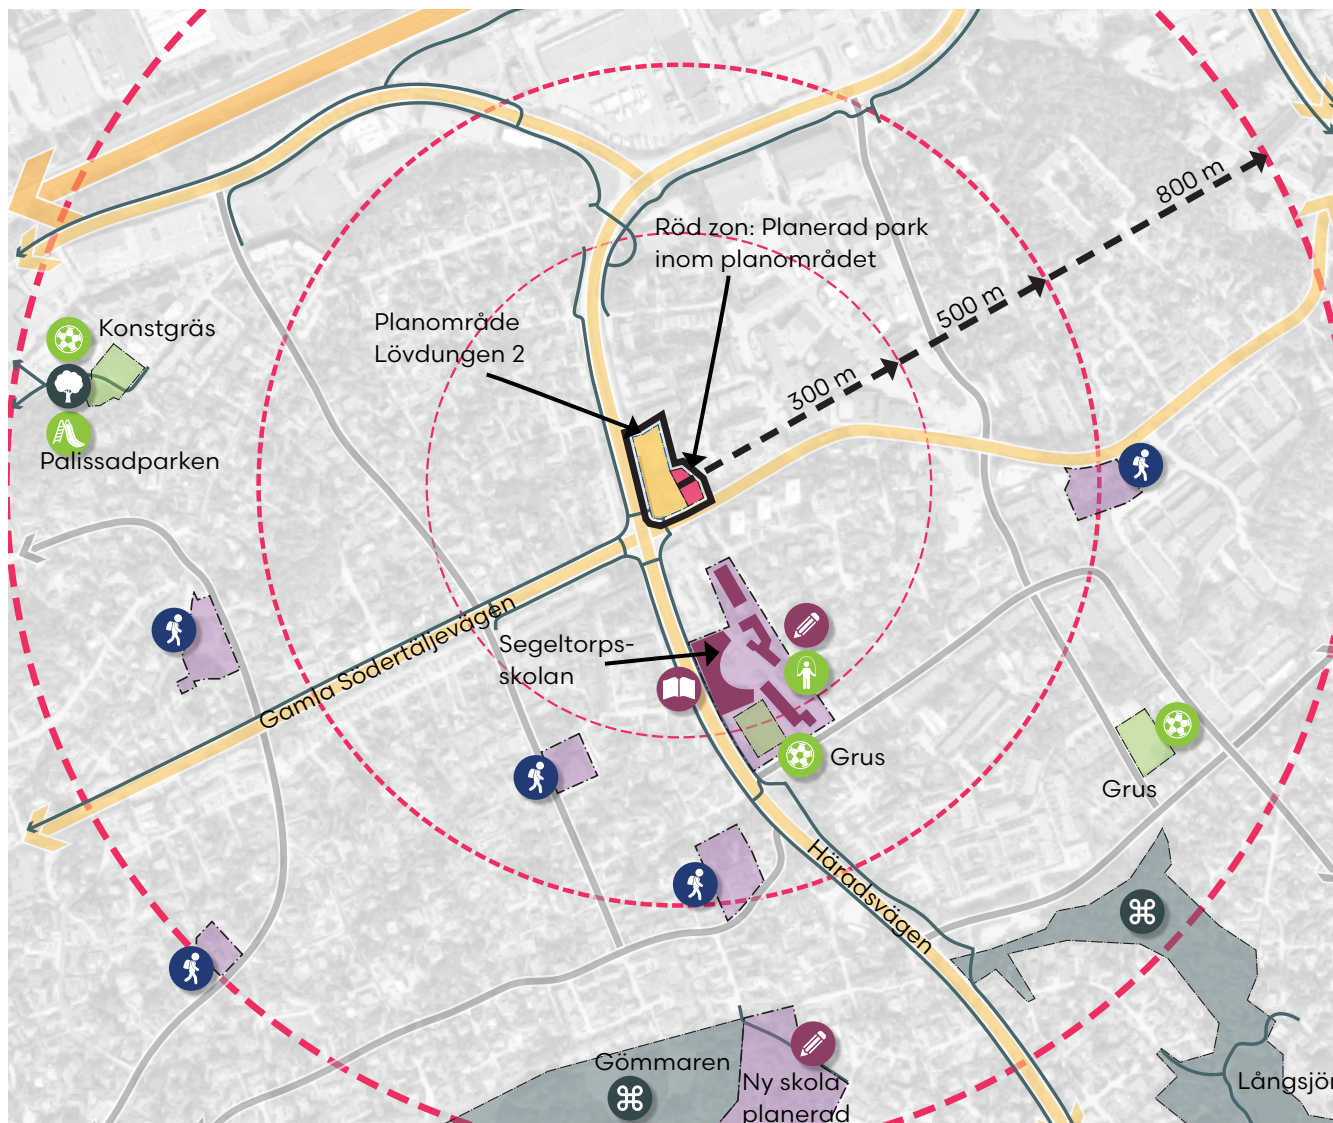 800 m
Röd zon: Planerad park
inom planområdet
500 m
Planområde
Lövdungen 2
Konstgräs
300 m
Palissadparken
Gamla Södertäljevägen
Segeltorps-
skolan
Grus
Grus
Häradsvägen
Gömmaren
Ny skola
planerad
Långsjör